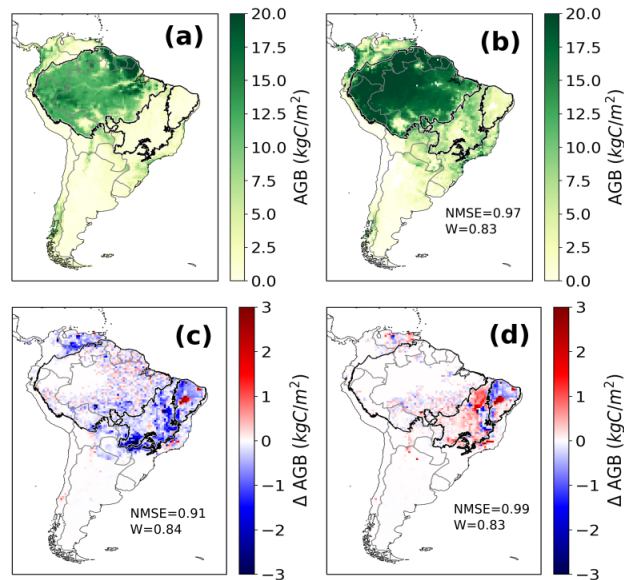 (a)
20.0
17.5
15.0
12.5
10.0
7.5
5.0
2.5
0.0
AGB (kgC/m²)
(b)
NMSE=0.97
W=0.83
20.0
17.5
15.0
12.5
10.0
7.5
5.0
2.5
0.0
AGB (kgC/m²)
(c)
NMSE=0.91
W=0.84
3
2
1
0
−1
−2
−3
Δ AGB (kgC/m²)
(d)
NMSE=0.99
W=0.83
3
2
1
0
−1
−2
−3
Δ AGB (kgC/m²)